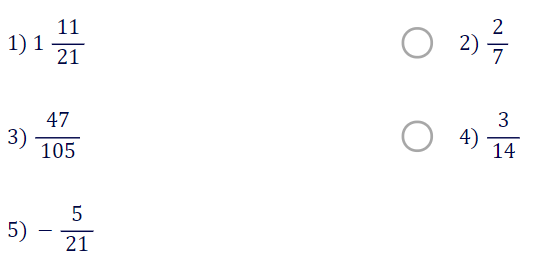 1) 1 11/21 2) 2/7
3) 47/105 4) 3/14
5) − 5/21